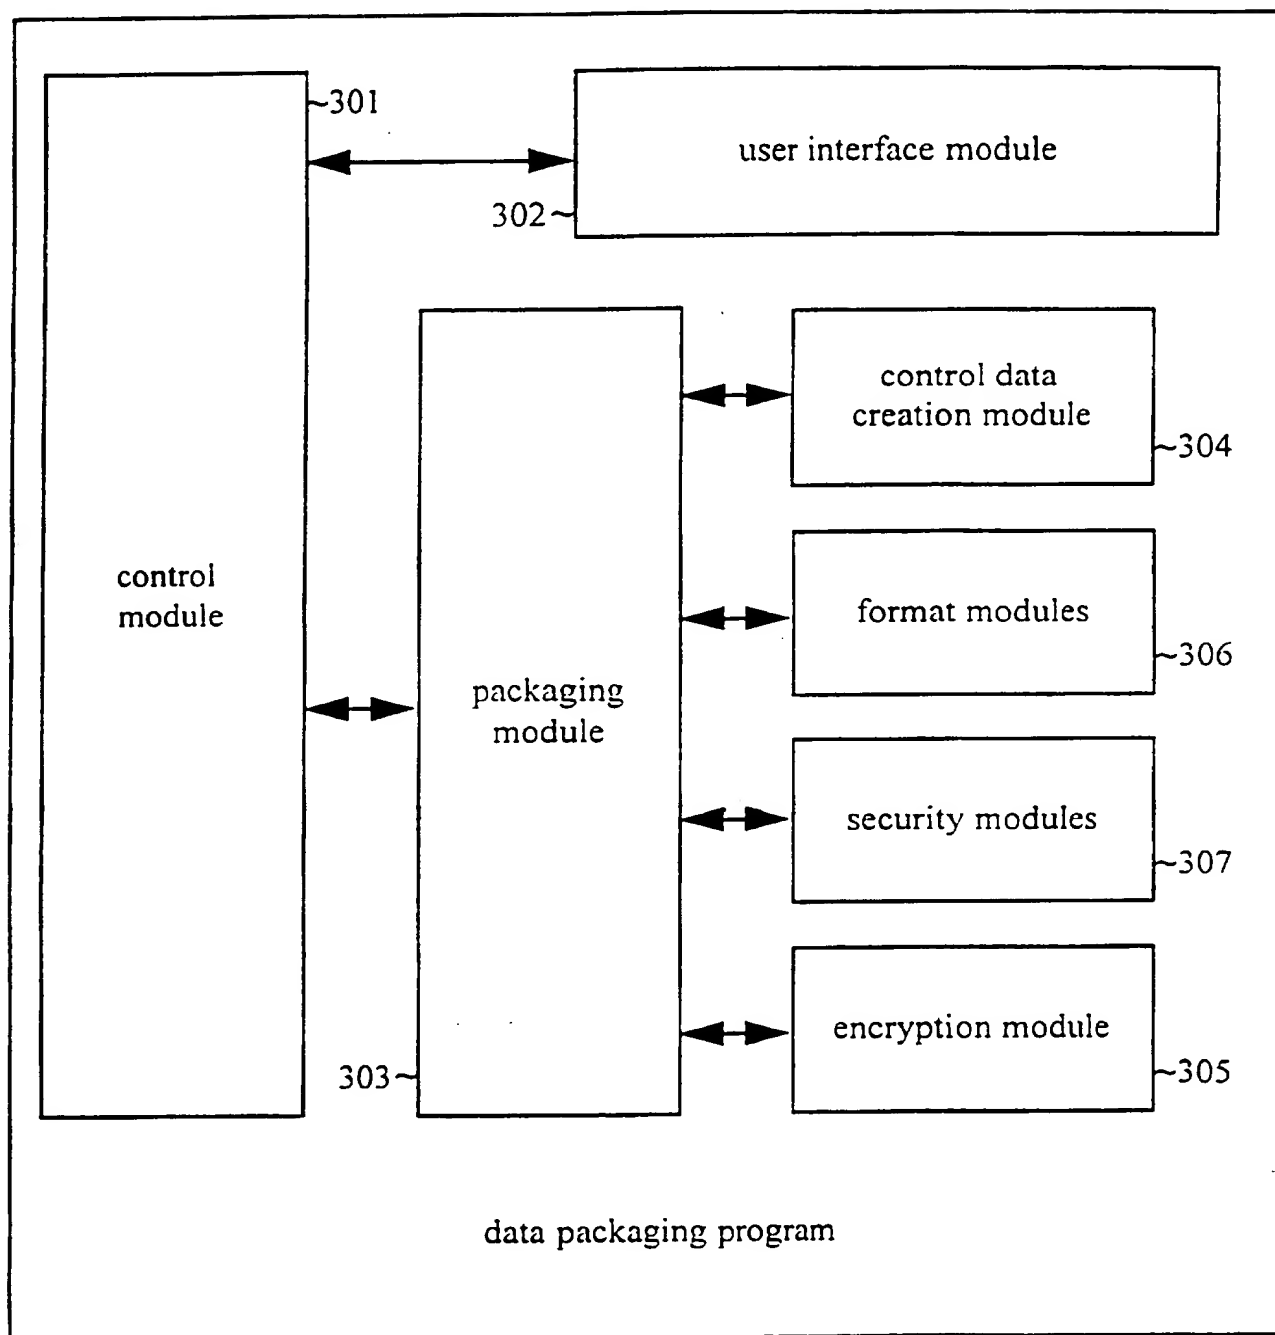 301
user interface module
302
control data
creation module
304
control
module
format modules
306
packaging
module
security modules
307
encryption module
303
305
data packaging program